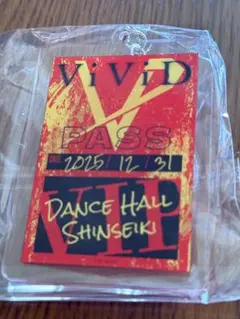 ViViD
PASS
2025 / 12 / 31
VIP
DANCE HALL
SHINSEIKI